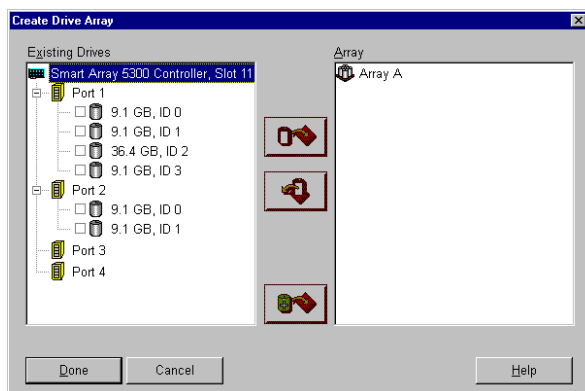 Create Drive Array
Existing Drives
Array
Smart Array 5300 Controller, Slot 11
Array A
Port 1
9.1 GB, ID 0
9.1 GB, ID 1
36.4 GB, ID 2
9.1 GB, ID 3
Port 2
9.1 GB, ID 0
9.1 GB, ID 1
Port 3
Port 4
Done
Cancel
Help